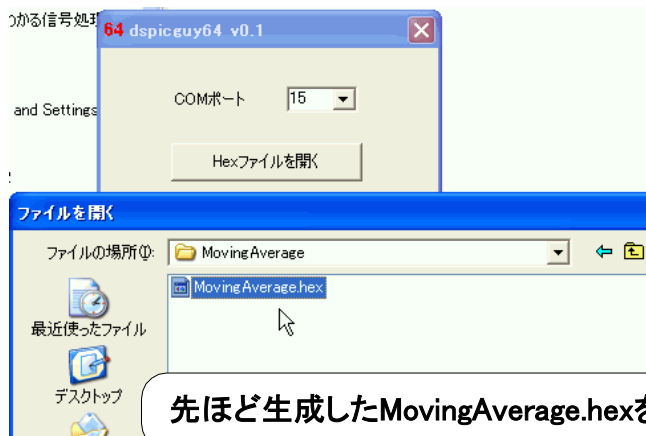 わかる信号処理
64 dspicguy64 v0.1
COMポート 15
and Settings
Hexファイルを開く
ファイルを開く
ファイルの場所(I): MovingAverage
MovingAverage.hex
最近使ったファイル
デスクトップ
先ほど生成したMovingAverage.hexを